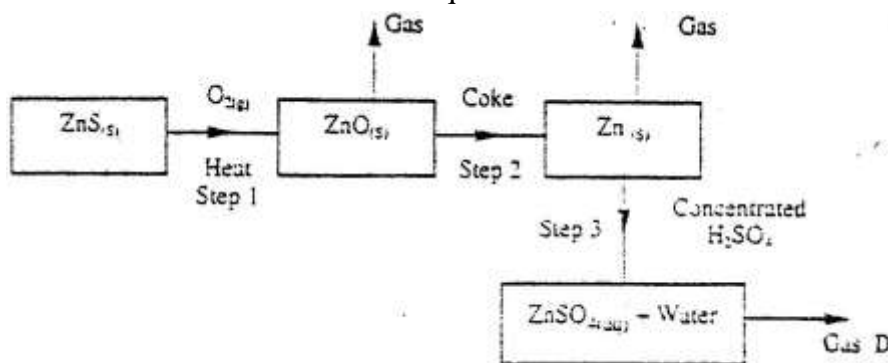 Gas
Gas
O₂₍g₎
Coke
ZnS(S)
ZnO(S)
Zn (S)
Heat
Step 1
Step 2
Step 3
Concentrated
H₂SO₄
ZnSO₄(aq) – Water
Gas D